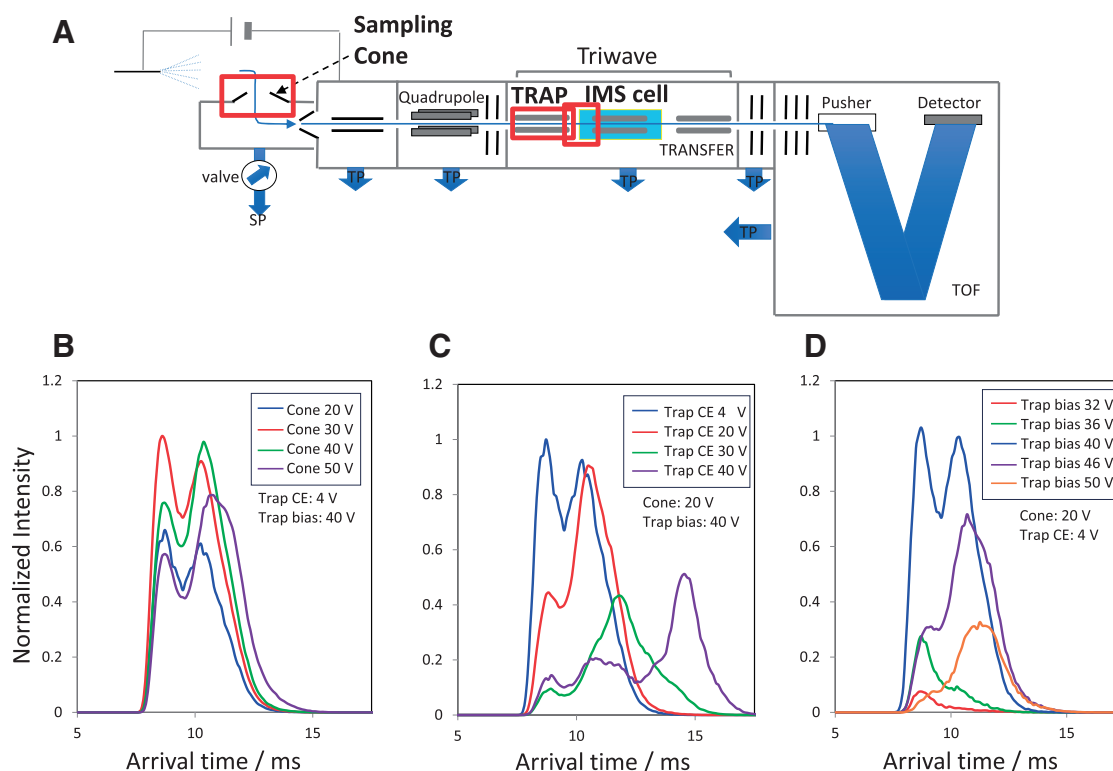 A
Sampling
Cone
Triwave
Quadrupole
TRAP
IMS cell
TRANSFER
Pusher
Detector
valve
SP
TP
TP
TP
TP
TP
TOF
B
C
D
Normalized Intensity
1.2
1
0.8
0.6
0.4
0.2
0
5
10
15
Cone 20 V
Cone 30 V
Cone 40 V
Cone 50 V
Trap CE: 4 V
Trap bias: 40 V
Arrival time / ms
1.2
1
0.8
0.6
0.4
0.2
0
5
10
15
Trap CE 4 V
Trap CE 20 V
Trap CE 30 V
Trap CE 40 V
Cone: 20 V
Trap bias: 40 V
Arrival time / ms
1.2
1
0.8
0.6
0.4
0.2
0
5
10
15
Trap bias 32 V
Trap bias 36 V
Trap bias 40 V
Trap bias 46 V
Trap bias 50 V
Cone: 20 V
Trap CE: 4 V
Arrival time / ms